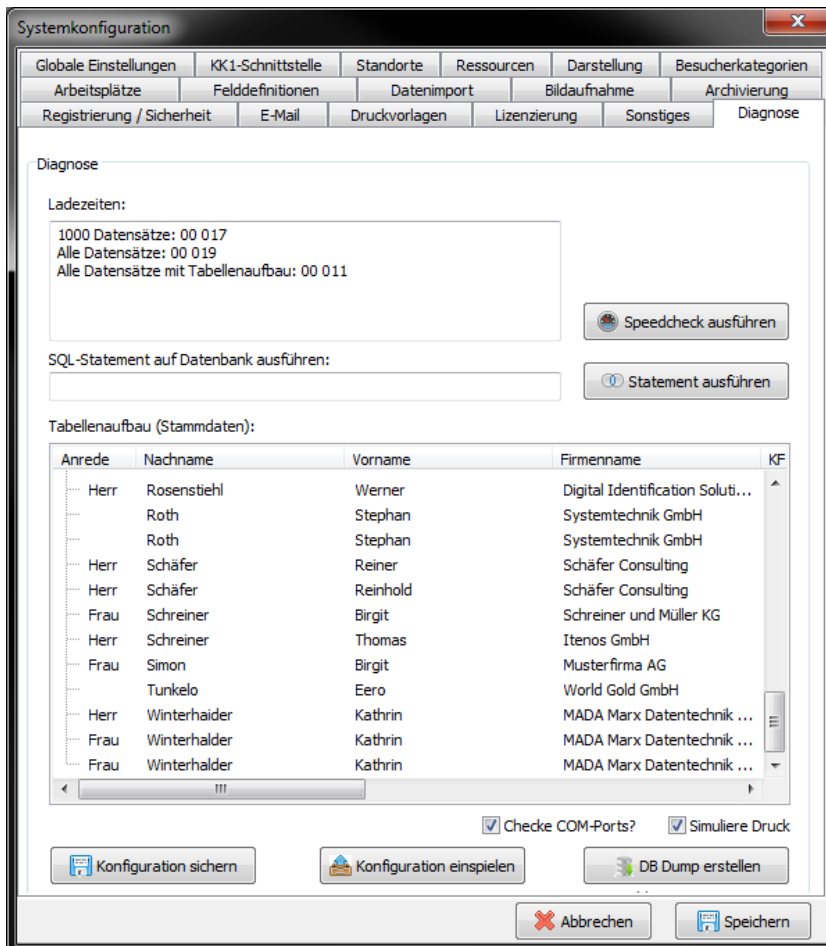 Systemkonfiguration
Globale Einstellungen KK1-Schnittstelle Standorte Ressourcen Darstellung Besucherkategorien
Arbeitsplätze Felddefinitionen Datenimport Bildaufnahme Archivierung
Registrierung / Sicherheit E-Mail Druckvorlagen Lizenzierung Sonstiges Diagnose
Diagnose
Ladezeiten:
1000 Datensätze: 00 017
Alle Datensätze: 00 019
Alle Datensätze mit Tabellenaufbau: 00 011
Speedcheck ausführen
SQL-Statement auf Datenbank ausführen:
Statement ausführen
Tabellenaufbau (Stammdaten):
Anrede Nachname Vorname Firmenname KF
Herr Rosenstiehl Werner Digital Identification Soluti...
Roth Stephan Systemtechnik GmbH
Roth Stephan Systemtechnik GmbH
Herr Schäfer Reiner Schäfer Consulting
Herr Schäfer Reinhold Schäfer Consulting
Frau Schreiner Birgit Schreiner und Müller KG
Herr Schreiner Thomas Itenos GmbH
Frau Simon Birgit Musterfirma AG
Tunkelo Eero World Gold GmbH
Herr Winterhaider Kathrin MADA Marx Datentechnik ...
Frau Winterhalder Kathrin MADA Marx Datentechnik ...
Frau Winterhalder Kathrin MADA Marx Datentechnik ...
Checke COM-Ports? Simuliere Druck
Konfiguration sichern Konfiguration einspielen DB Dump erstellen
Abbrechen Speichern